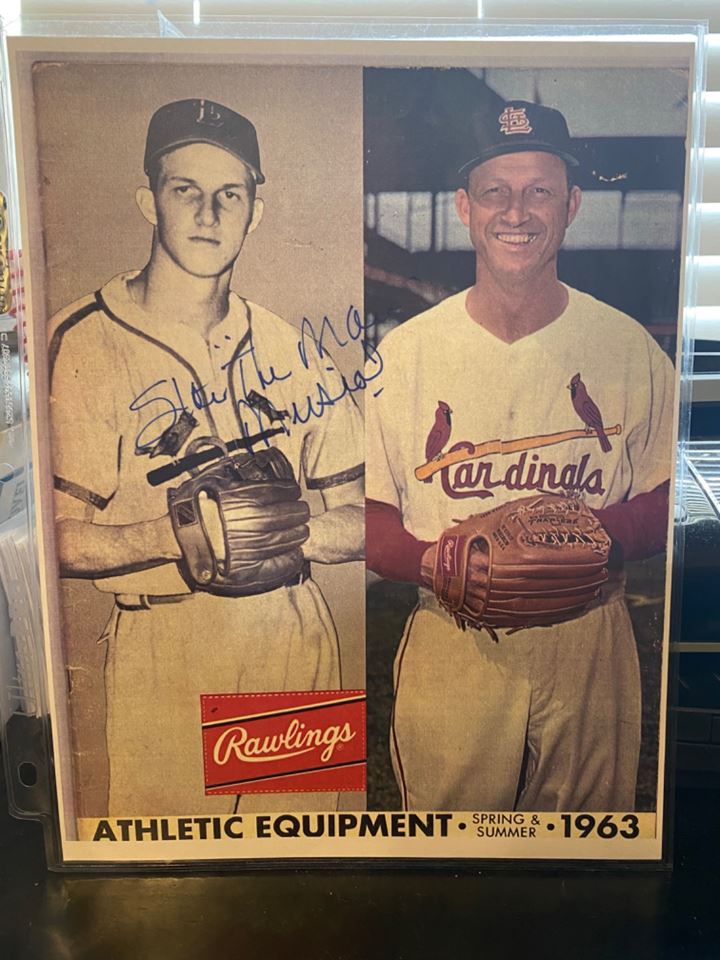 Stan The Man
Musial
Cardinals
Rawlings®
ATHLETIC EQUIPMENT • SPRING & SUMMER • 1963